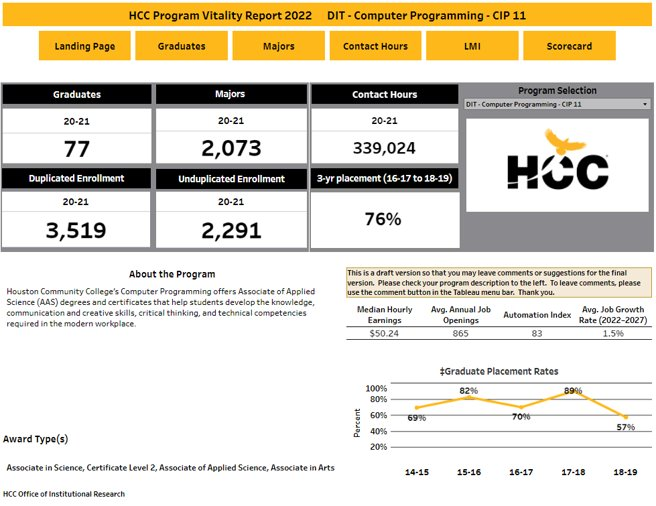 HCC Program Vitality Report 2022 DIT - Computer Programming - CIP 11
Landing Page
Graduates
Majors
Contact Hours
LMI
Scorecard
Graduates
20-21
77
Majors
20-21
2,073
Contact Hours
20-21
339,024
Program Selection
DIT - Computer Programming - CIP 11
HCC
Duplicated Enrollment
20-21
3,519
Unduplicated Enrollment
20-21
2,291
3-yr placement (16-17 to 18-19)
76%
About the Program
Houston Community College's Computer Programming offers Associate of Applied
Science (AAS) degrees and certificates that help students develop the knowledge,
communication and creative skills, critical thinking, and technical competencies
required in the modern workplace.
This is a draft version so that you may leave comments or suggestions for the final
version. Please check your program description to the left. To leave comments, please
use the comment button in the Tableau menu bar. Thank you.
Median Hourly
Earnings
Avg. Annual Job
Openings
Automation Index
Avg. Job Growth
Rate (2022-2027)
$50.24
865
83
1.5%
‡Graduate Placement Rates
Percent
100%
80%
60%
40%
20%
69%
82%
70%
89%
57%
14-15
15-16
16-17
17-18
18-19
Award Type(s)
Associate in Science, Certificate Level 2, Associate of Applied Science, Associate in Arts
HCC Office of Institutional Research